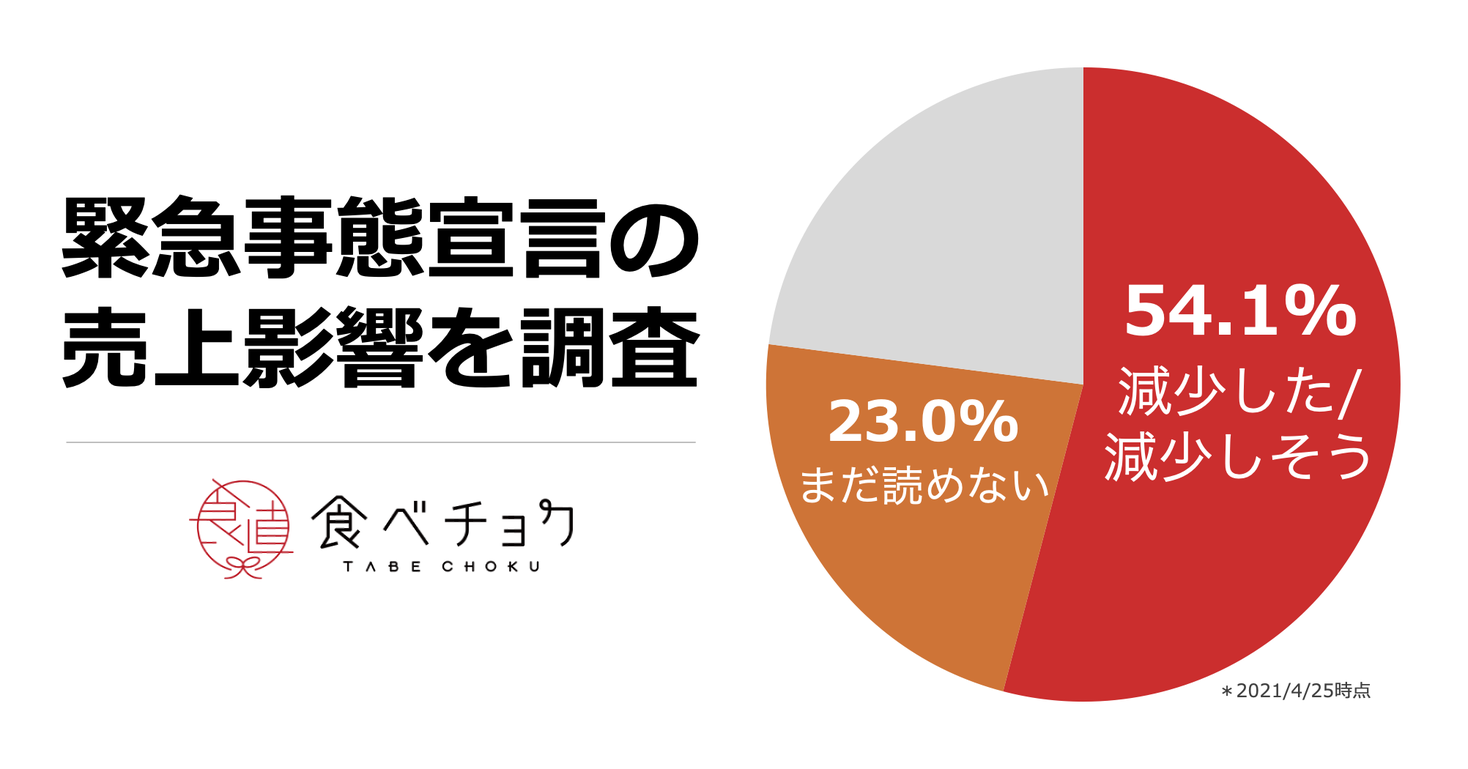 緊急事態宣言の
売上影響を調査
食直
食べチョク
TABE CHOKU
54.1%
減少した/
減少しそう
23.0%
まだ読めない
＊2021/4/25時点